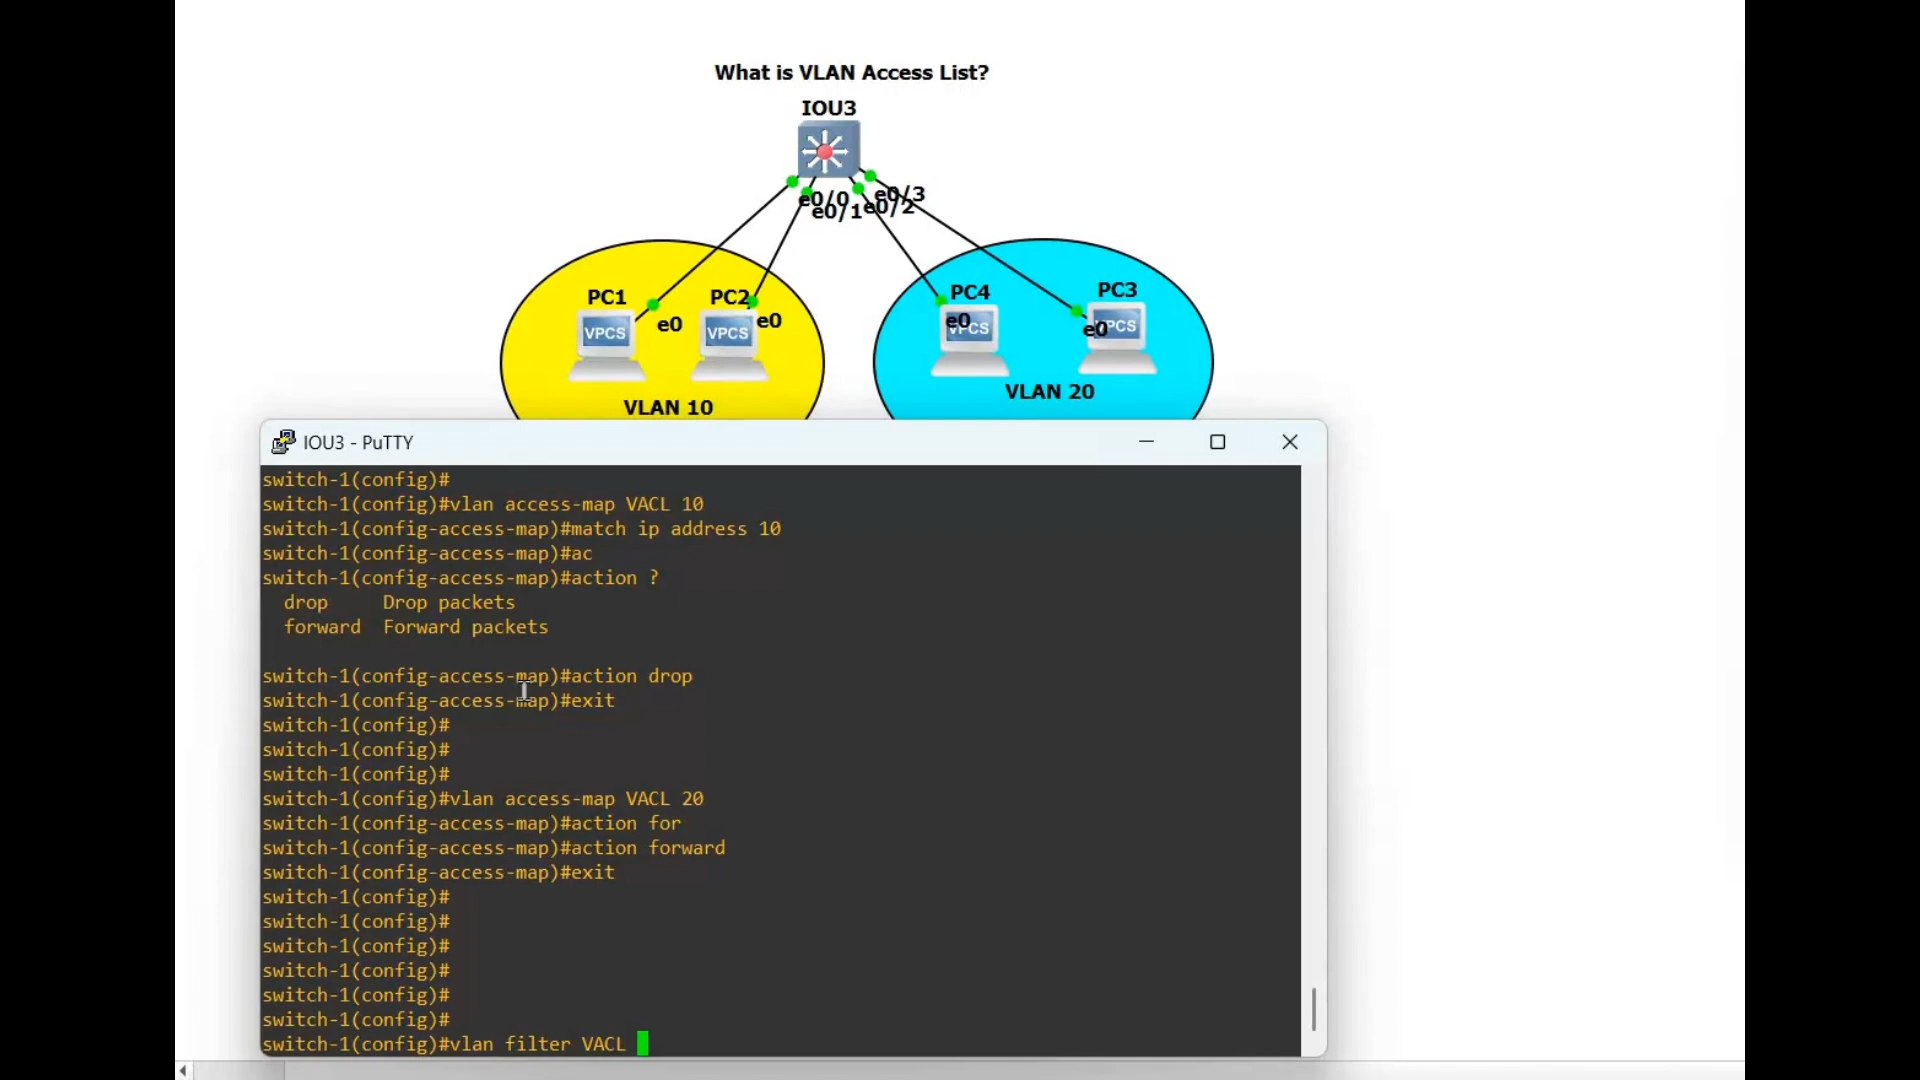 What is VLAN Access List?
IOU3
e0/0
e0/1
e0/2
e0/3
PC1
PC2
PC4
PC3
VPCS
e0
VPCS
e0
VPCS
e0
VPCS
e0
VLAN 10
VLAN 20
IOU3 - PuTTY
switch-1(config)#
switch-1(config)#vlan access-map VACL 10
switch-1(config-access-map)#match ip address 10
switch-1(config-access-map)#ac
switch-1(config-access-map)#action ?
drop Drop packets
forward Forward packets
switch-1(config-access-map)#action drop
switch-1(config-access-map)#exit
switch-1(config)#
switch-1(config)#
switch-1(config)#
switch-1(config)#vlan access-map VACL 20
switch-1(config-access-map)#action for
switch-1(config-access-map)#action forward
switch-1(config-access-map)#exit
switch-1(config)#
switch-1(config)#
switch-1(config)#
switch-1(config)#
switch-1(config)#
switch-1(config)#
switch-1(config)#vlan filter VACL